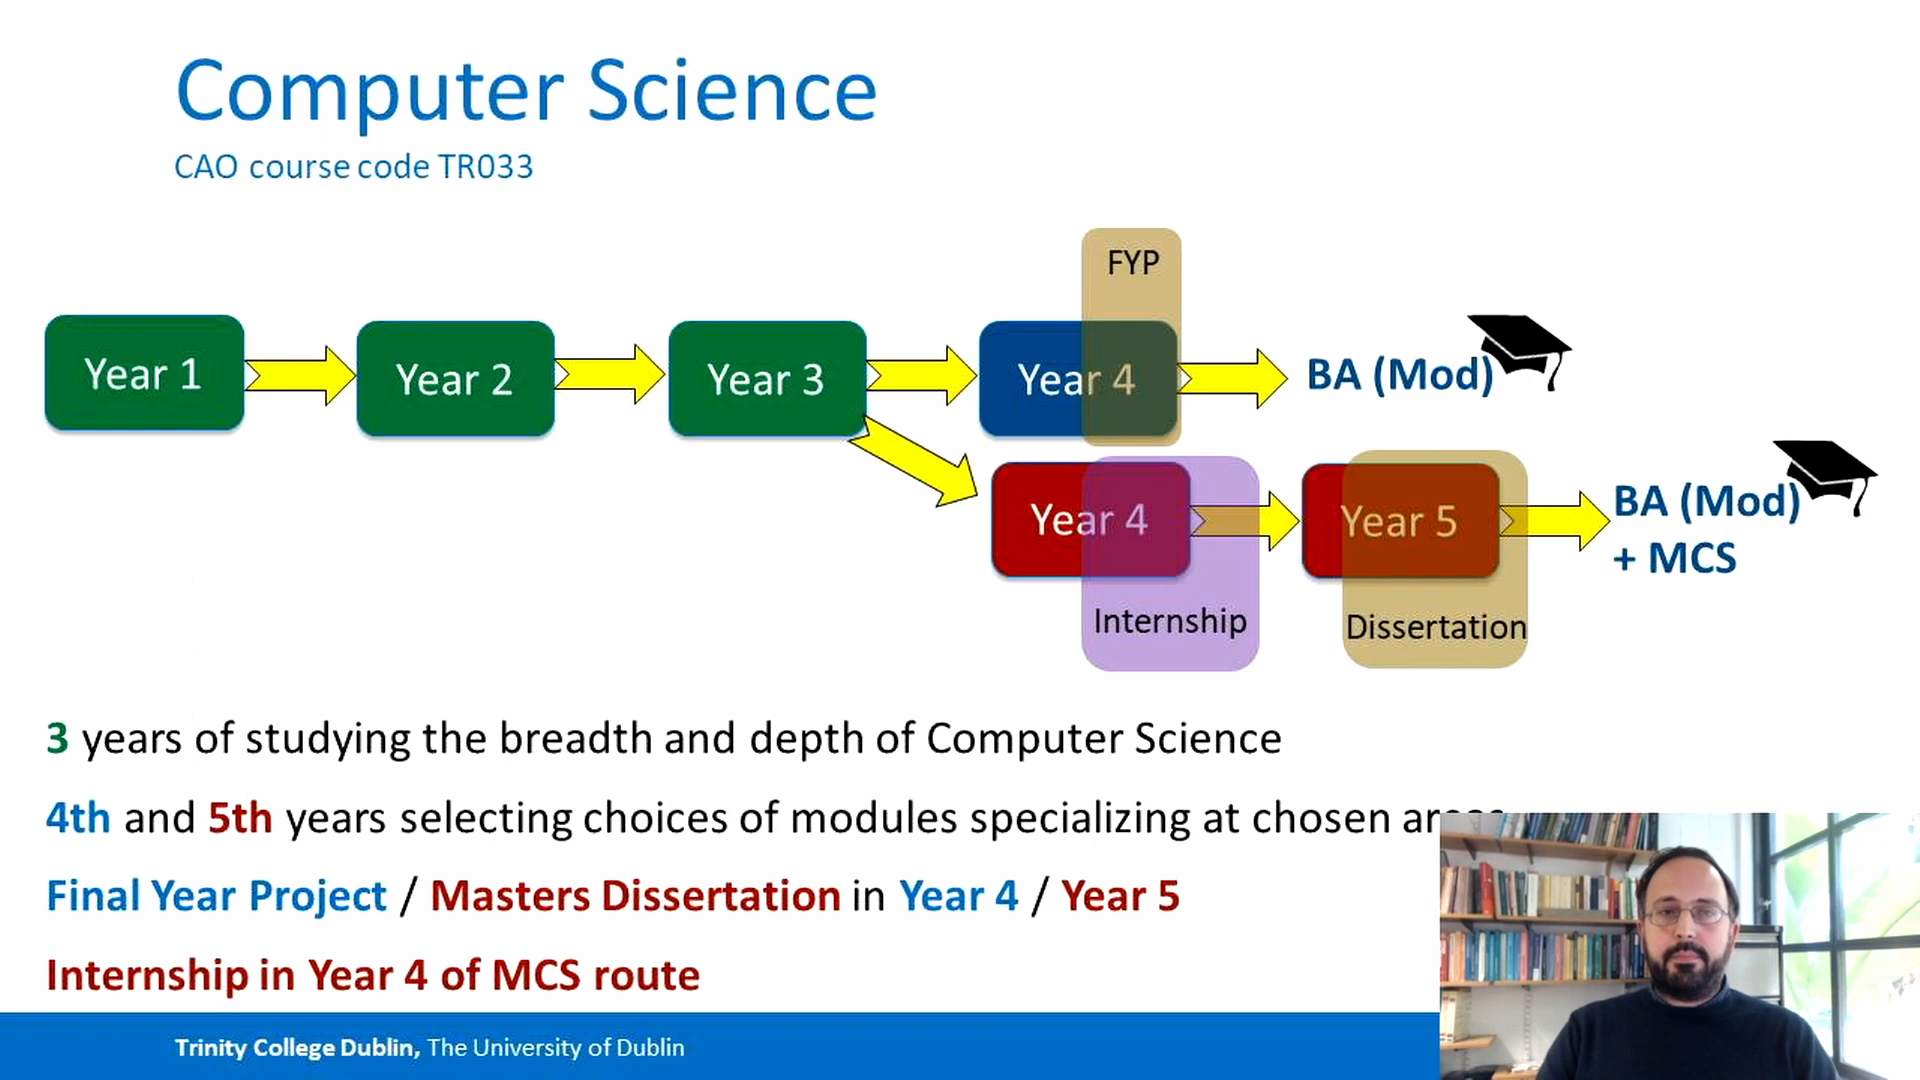 Computer Science
CAO course code TR033
FYP
Year 1
Year 2
Year 3
Year 4
BA (Mod)
Year 4
Year 5
BA (Mod)
+ MCS
Internship
Dissertation
3 years of studying the breadth and depth of Computer Science
4th and 5th years selecting choices of modules specializing at chosen
Final Year Project / Masters Dissertation in Year 4 / Year 5
Internship in Year 4 of MCS route
Trinity College Dublin, The University of Dublin